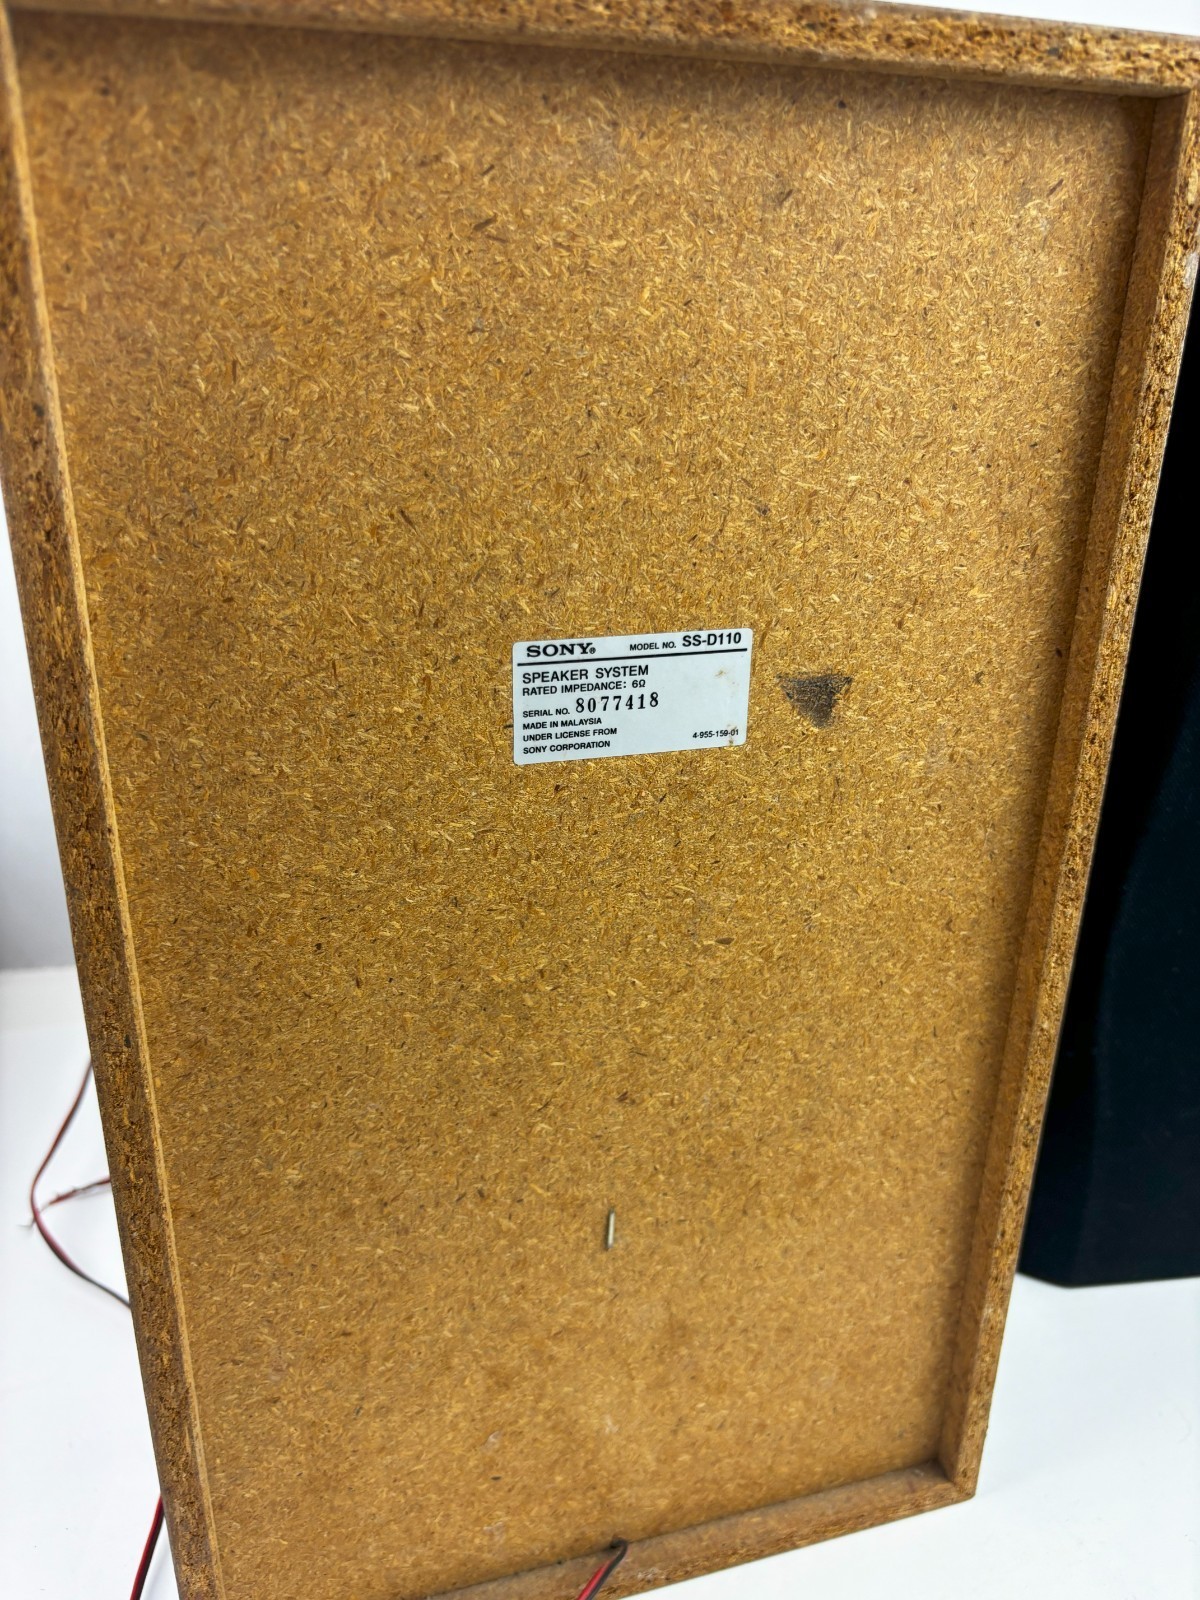 SONY® MODEL NO. SS-D110
SPEAKER SYSTEM
RATED IMPEDANCE: 6Ω
SERIAL NO. 8077418
MADE IN MALAYSIA
UNDER LICENSE FROM
SONY CORPORATION 4-955-159-01